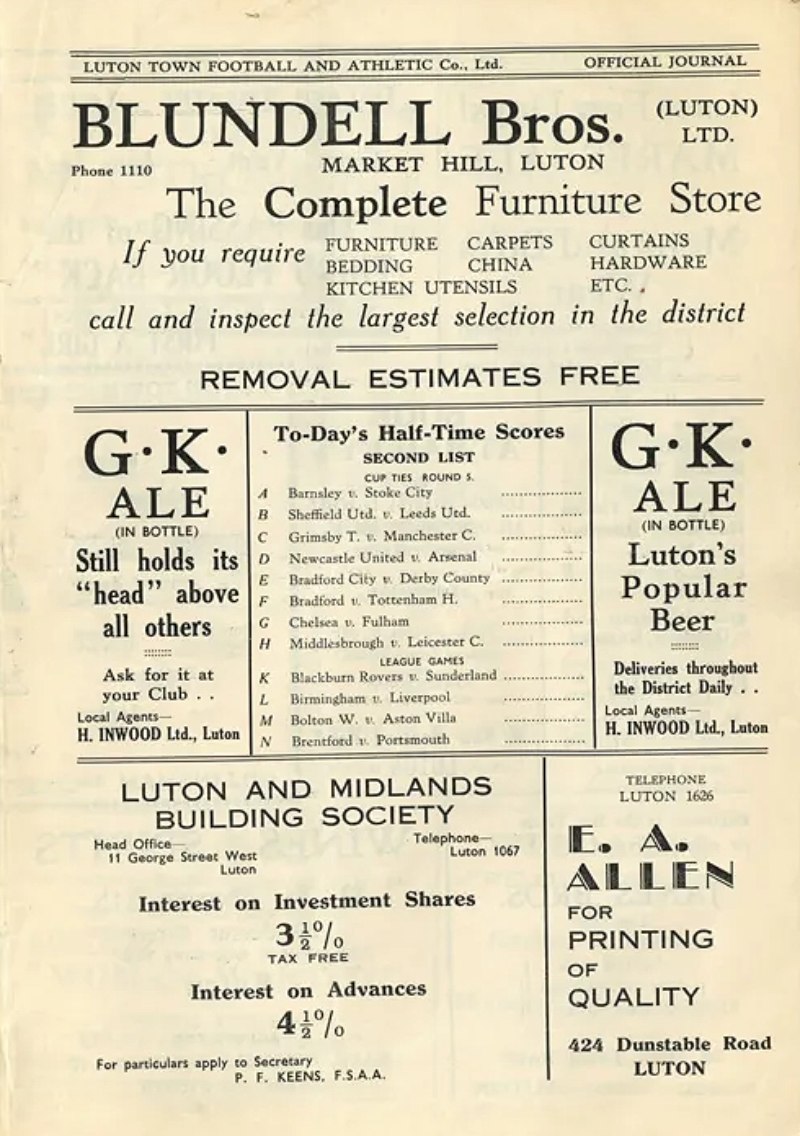 LUTON TOWN FOOTBALL AND ATHLETIC Co., Ltd. OFFICIAL JOURNAL
BLUNDELL Bros. (LUTON) LTD.
Phone 1110 MARKET HILL, LUTON
The Complete Furniture Store
If you require
FURNITURE CARPETS CURTAINS
BEDDING CHINA HARDWARE
KITCHEN UTENSILS ETC.
call and inspect the largest selection in the district
REMOVAL ESTIMATES FREE
G·K·
ALE
(IN BOTTLE)
Still holds its
"head" above
all others
Ask for it at
your Club . .
Local Agents—
H. INWOOD Ltd., Luton
To-Day's Half-Time Scores
SECOND LIST
CUP TIES ROUND 5.
A Barnsley v. Stoke City ....................
B Sheffield Utd. v. Leeds Utd. ....................
C Grimsby T. v. Manchester C. ....................
D Newcastle United v. Arsenal ....................
E Bradford City v. Derby County ....................
F Bradford v. Tottenham H. ....................
G Chelsea v. Fulham ....................
H Middlesbrough v. Leicester C. ....................
LEAGUE GAMES
K Blackburn Rovers v. Sunderland ....................
L Birmingham v. Liverpool ....................
M Bolton W. v. Aston Villa ....................
N Brentford v. Portsmouth ....................
G·K·
ALE
(IN BOTTLE)
Luton's
Popular
Beer
Deliveries throughout
the District Daily . .
Local Agents—
H. INWOOD Ltd., Luton
LUTON AND MIDLANDS
BUILDING SOCIETY
Head Office—
11 George Street West
Luton
Telephone—
Luton 1067
Interest on Investment Shares
3½%
TAX FREE
Interest on Advances
4½%
For particulars apply to Secretary
P. F. KEENS, F.S.A.A.
TELEPHONE
LUTON 1626
E. A.
ALLEN
FOR
PRINTING
OF
QUALITY
424 Dunstable Road
LUTON